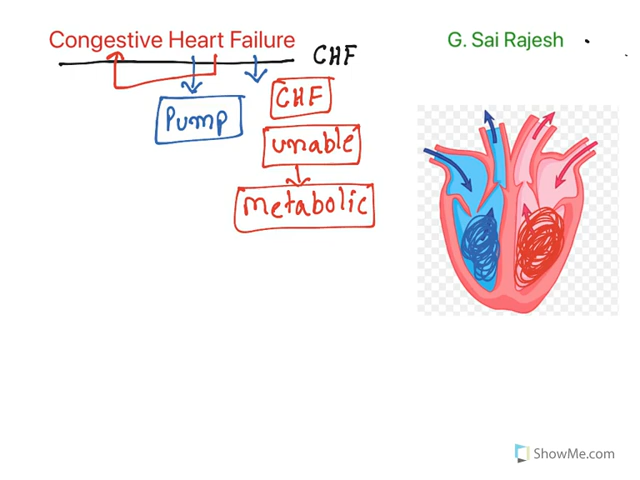 Congestive Heart Failure
CHF
G. Sai Rajesh
Pump
CHF
unable
metabolic
ShowMe.com